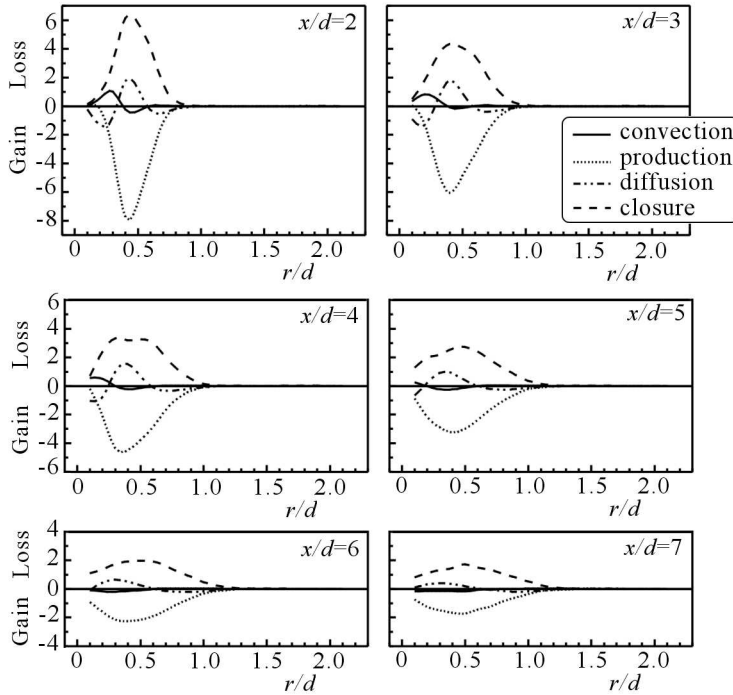 x/d=2
x/d=3
6
4
2
0
-2
-4
-6
-8
Loss
Gain
0
0.5
1.0
1.5
2.0
r/d
0
0.5
1.0
1.5
2.0
r/d
convection
production
diffusion
closure
x/d=4
x/d=5
6
4
2
0
-2
-4
-6
Loss
Gain
0
0.5
1.0
1.5
2.0
r/d
0
0.5
1.0
1.5
2.0
r/d
x/d=6
x/d=7
4
2
0
-2
-4
Loss
Gain
0
0.5
1.0
1.5
2.0
r/d
0
0.5
1.0
1.5
2.0
r/d